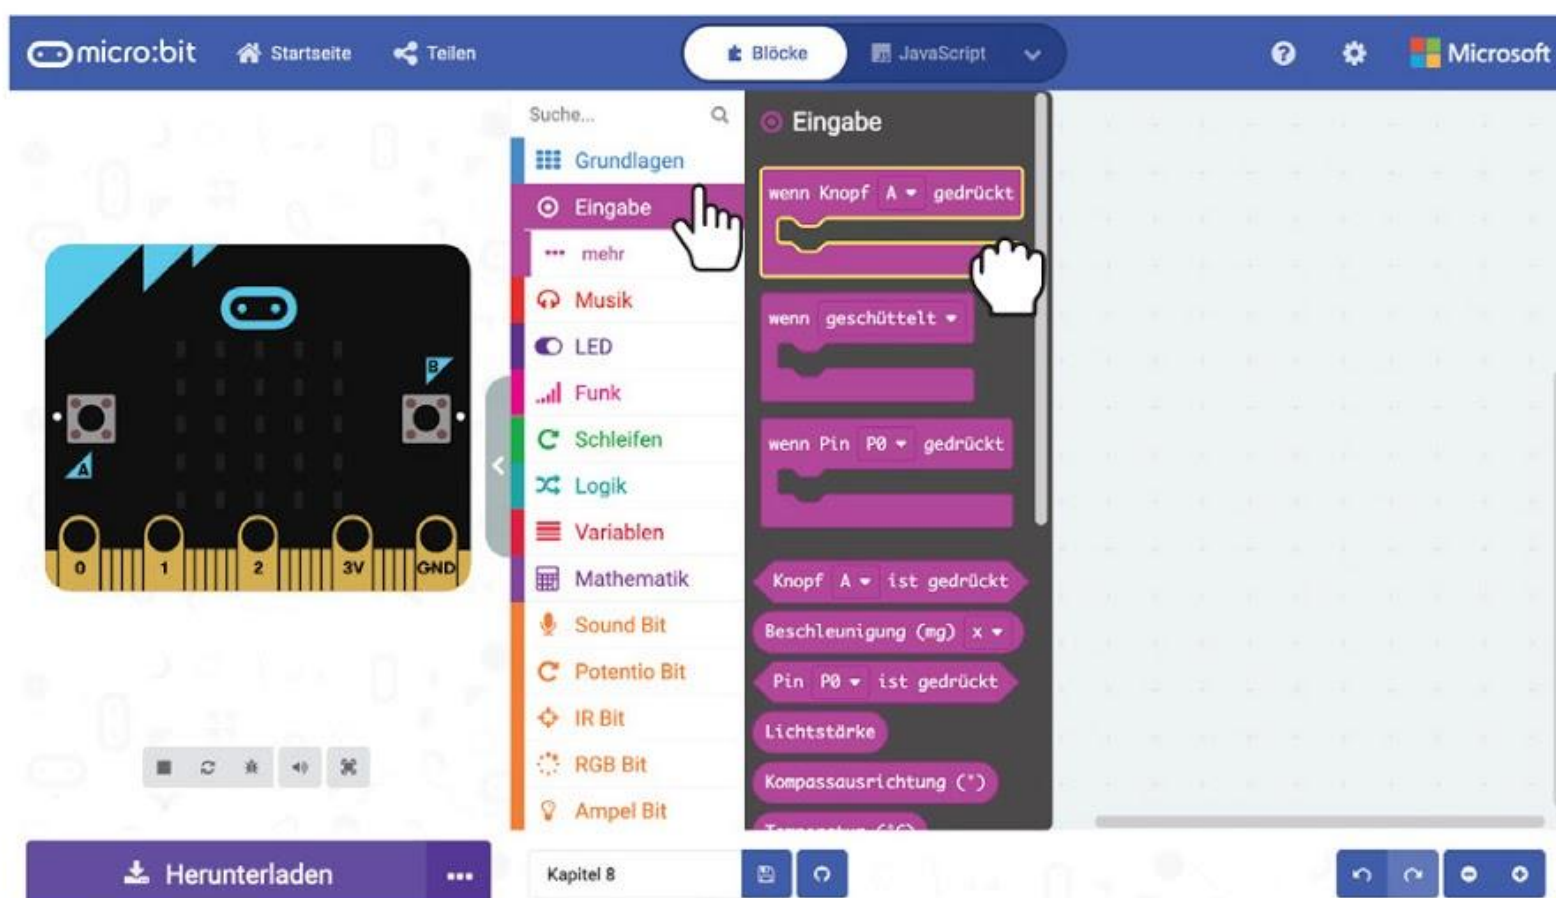 micro:bit
Startseite
Teilen
Blöcke
JavaScript
Microsoft
Suche...
Grundlagen
Eingabe
mehr
Musik
LED
Funk
Schleifen
Logik
Variablen
Mathematik
Sound Bit
Potentio Bit
IR Bit
RGB Bit
Ampel Bit
Eingabe
wenn Knopf A gedrückt
wenn geschüttelt
wenn Pin P0 gedrückt
Knopf A ist gedrückt
Beschleunigung (mg) x
Pin P0 ist gedrückt
Lichtstärke
Kompassausrichtung (°)
B
A
0 1 2 3V GND
Herunterladen
Kapitel 8